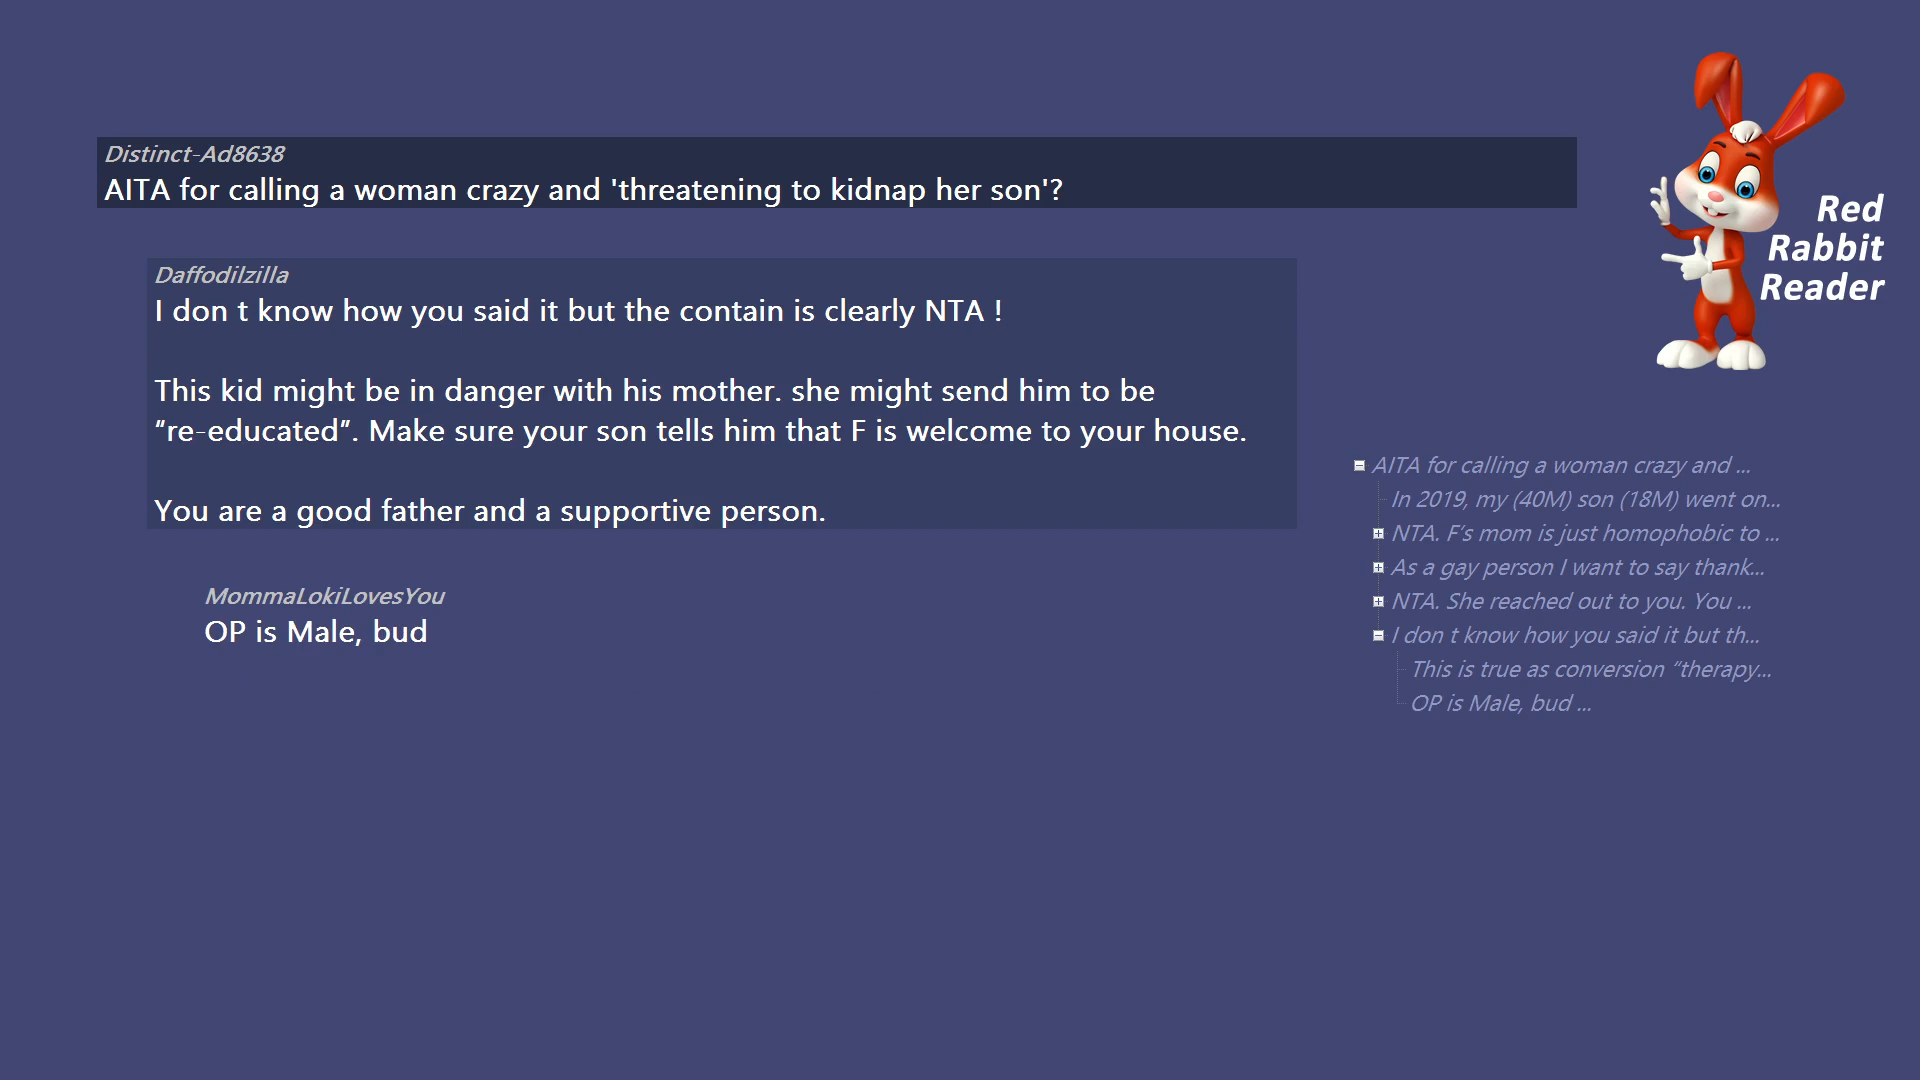 Distinct-Ad8638
AITA for calling a woman crazy and 'threatening to kidnap her son'?
Daffodilzilla
I don t know how you said it but the contain is clearly NTA !
This kid might be in danger with his mother. she might send him to be
“re-educated”. Make sure your son tells him that F is welcome to your house.
You are a good father and a supportive person.
MommaLokiLovesYou
OP is Male, bud
Red
Rabbit
Reader
AITA for calling a woman crazy and ...
In 2019, my (40M) son (18M) went on...
NTA. F's mom is just homophobic to ...
As a gay person I want to say thank...
NTA. She reached out to you. You ...
I don t know how you said it but th...
This is true as conversion “therapy...
OP is Male, bud ...